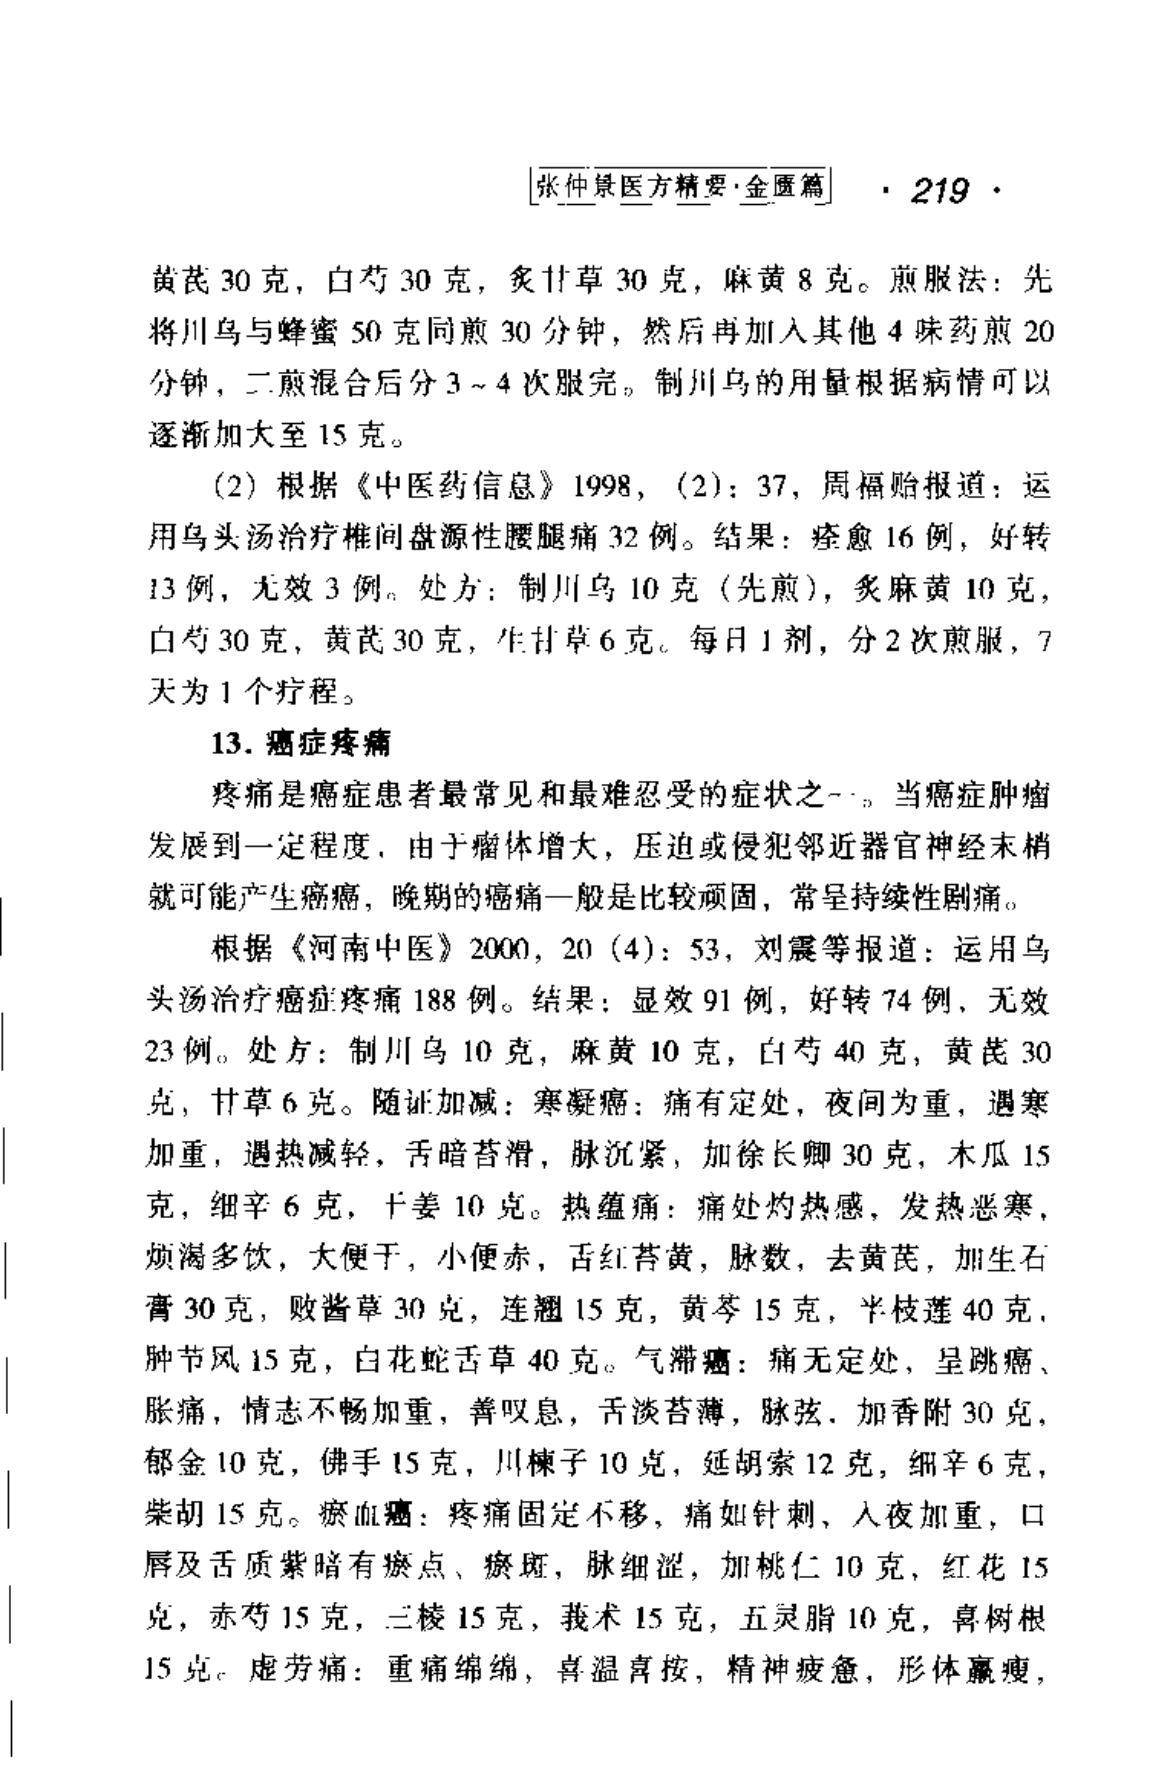 张仲景医方精要·金匮篇 · 219 ·
黄芪 30 克，白芍 30 克，炙甘草 30 克，麻黄 8 克。煎服法：先
将川乌与蜂蜜 50 克同煎 30 分钟，然后再加入其他 4 味药煎 20
分钟，二煎混合后分 3～4 次服完。制川乌的用量根据病情可以
逐渐加大至 15 克。
(2) 根据《中医药信息》1998，(2)：37，周福贻报道：运
用乌头汤治疗椎间盘源性腰腿痛 32 例。结果：痊愈 16 例，好转
13 例，无效 3 例。处方：制川乌 10 克（先煎），炙麻黄 10 克，
白芍 30 克，黄芪 30 克，生甘草 6 克。每日 1 剂，分 2 次煎服，7
天为 1 个疗程。
13. 癌症疼痛
疼痛是癌症患者最常见和最难忍受的症状之一。当癌症肿瘤
发展到一定程度，由于瘤体增大，压迫或侵犯邻近器官神经末梢
就可能产生癌癌，晚期的癌痛一般是比较顽固，常呈持续性剧痛。
根据《河南中医》2000，20 (4)：53，刘震等报道：运用乌
头汤治疗癌症疼痛 188 例。结果：显效 91 例，好转 74 例，无效
23 例。处方：制川乌 10 克，麻黄 10 克，白芍 40 克，黄芪 30
克，甘草 6 克。随证加减：寒凝癌：痛有定处，夜间为重，遇寒
加重，遇热减轻，舌暗苔滑，脉沉紧，加徐长卿 30 克，木瓜 15
克，细辛 6 克，干姜 10 克。热蕴痛：痛处灼热感，发热恶寒，
烦渴多饮，大便干，小便赤，舌红苔黄，脉数，去黄芪，加生石
膏 30 克，败酱草 30 克，连翘 15 克，黄芩 15 克，半枝莲 40 克，
肿节风 15 克，白花蛇舌草 40 克。气滞癌：痛无定处，呈跳癌、
胀痛，情志不畅加重，善叹息，舌淡苔薄，脉弦，加香附 30 克，
郁金 10 克，佛手 15 克，川楝子 10 克，延胡索 12 克，细辛 6 克，
柴胡 15 克。瘀血癌：疼痛固定不移，痛如针刺，入夜加重，口
唇及舌质紫暗有瘀点、瘀斑，脉细涩，加桃仁 10 克，红花 15
克，赤芍 15 克，三棱 15 克，莪术 15 克，五灵脂 10 克，喜树根
15 克。虚劳痛：重痛绵绵，喜温喜按，精神疲惫，形体羸瘦，